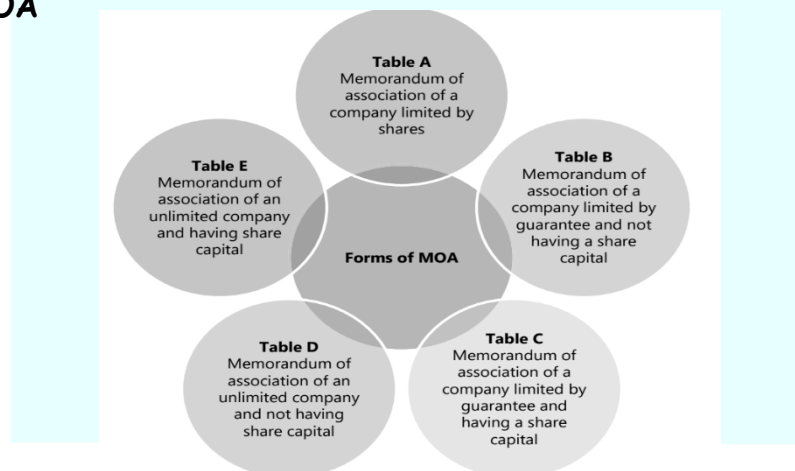 Table A
Memorandum of
association of a
company limited by
shares
Table B
Memorandum of
association of a
company limited by
guarantee and not
having a share
capital
Table C
Memorandum of
association of a
company limited by
guarantee and
having a share
capital
Table D
Memorandum of
association of an
unlimited company
and not having
share capital
Table E
Memorandum of
association of an
unlimited company
and having share
capital
Forms of MOA